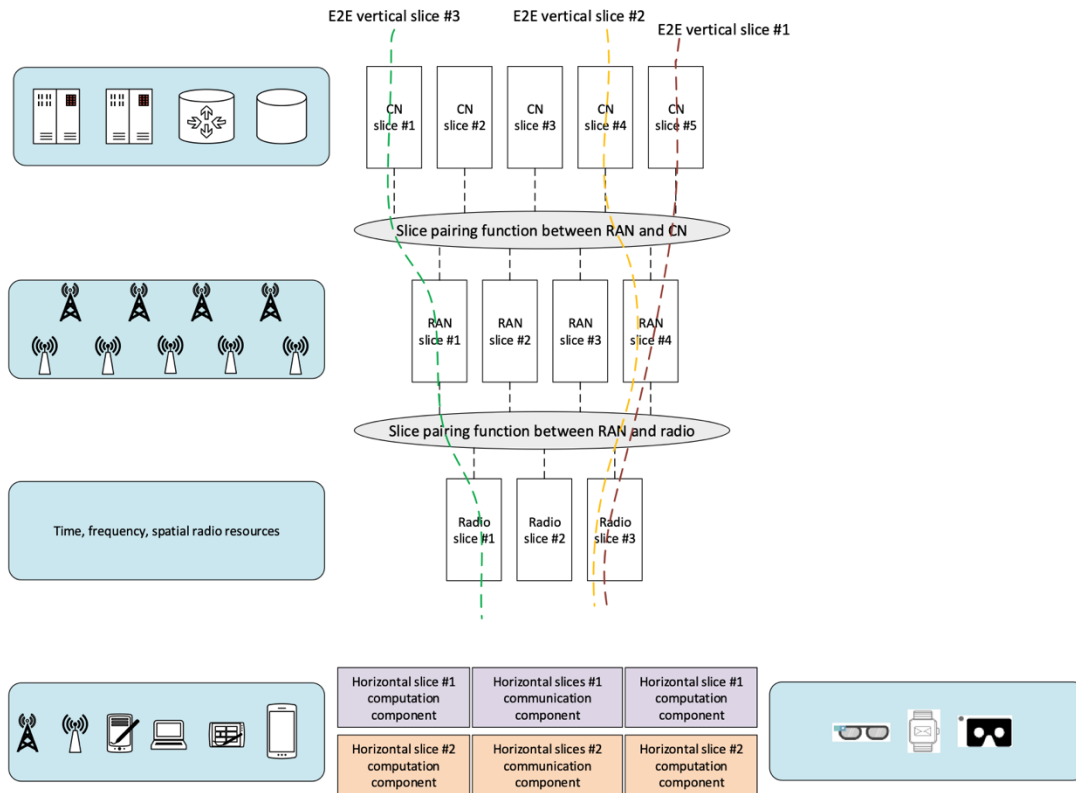 E2E vertical slice #3
E2E vertical slice #2
E2E vertical slice #1
CN
slice #1
CN
slice #2
CN
slice #3
CN
slice #4
CN
slice #5
Slice pairing function between RAN and CN
RAN
slice #1
RAN
slice #2
RAN
slice #3
RAN
slice #4
Slice pairing function between RAN and radio
Time, frequency, spatial radio resources
Radio
slice #1
Radio
slice #2
Radio
slice #3
Horizontal slice #1
computation
component
Horizontal slices #1
communication
component
Horizontal slice #1
computation
component
Horizontal slice #2
computation
component
Horizontal slices #2
communication
component
Horizontal slice #2
computation
component